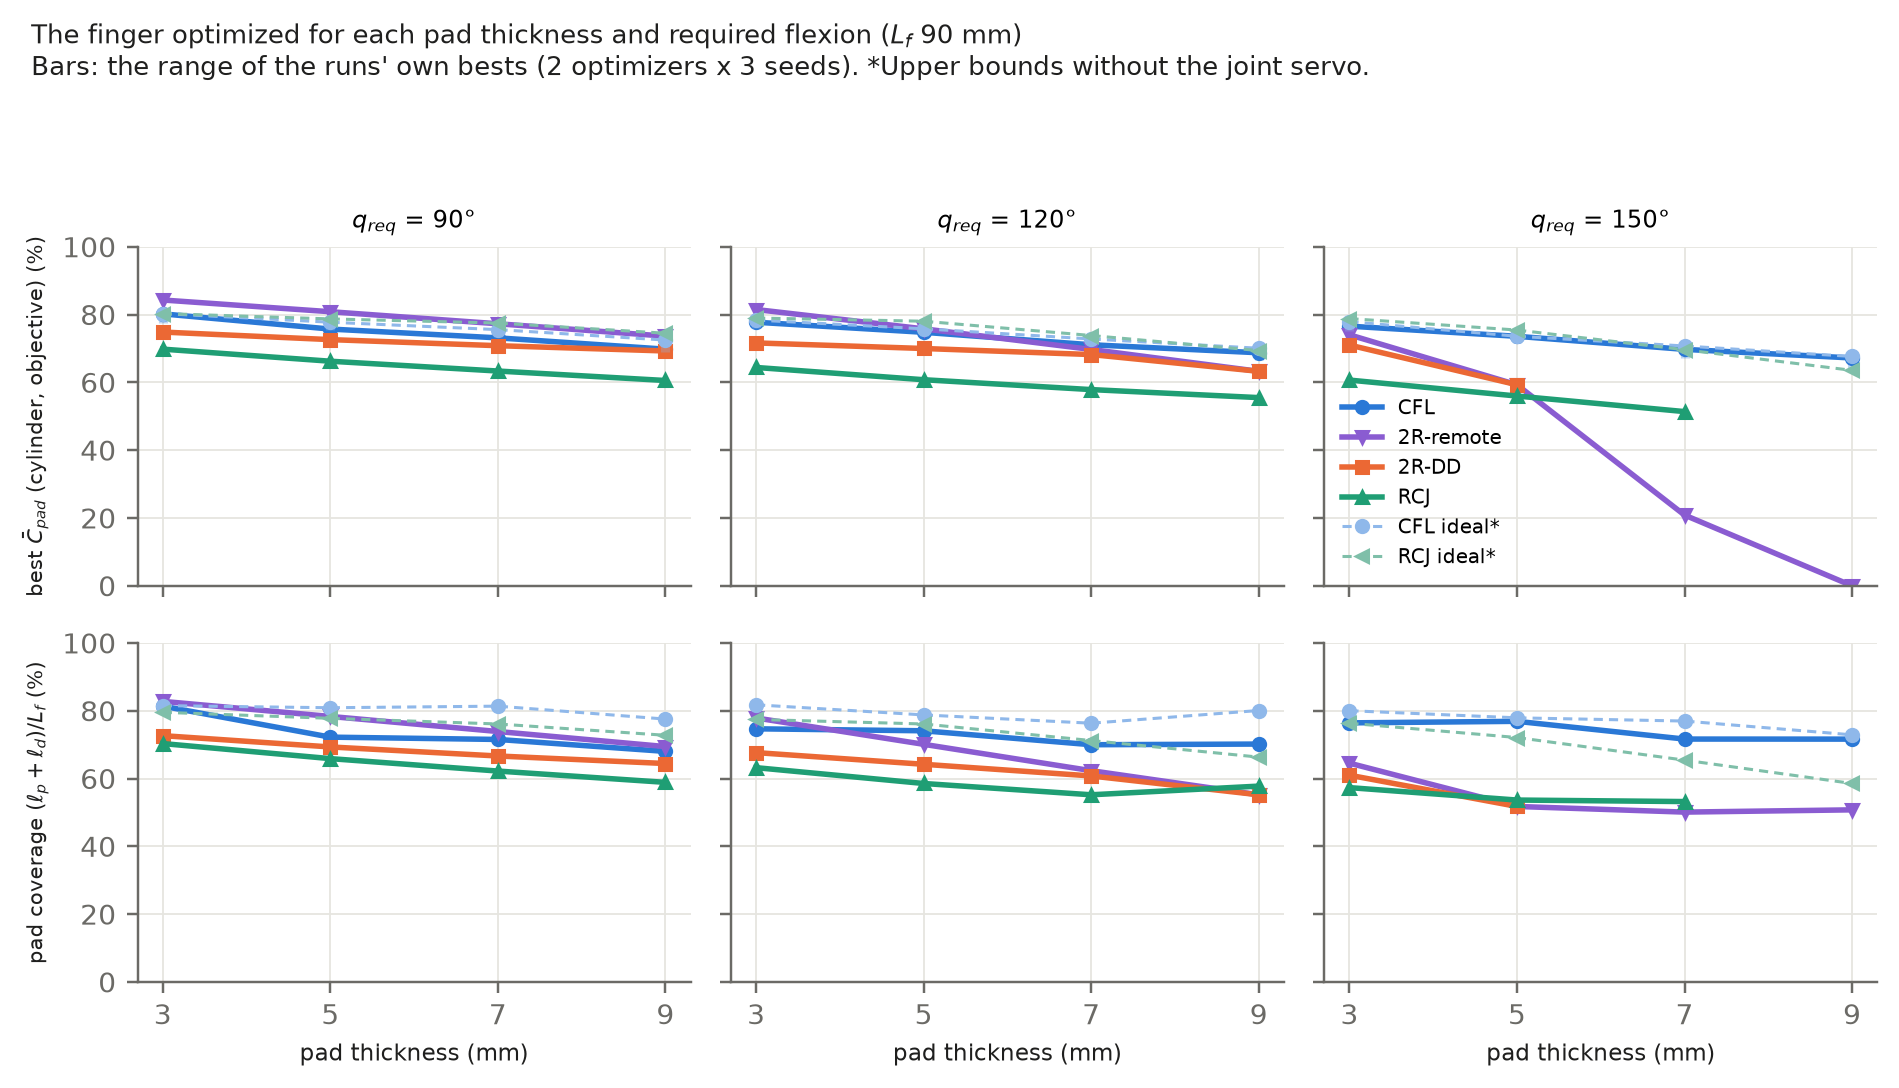 The finger optimized for each pad thickness and required flexion (L_f 90 mm)
Bars: the range of the runs' own bests (2 optimizers x 3 seeds). *Upper bounds without the joint servo.
q_req = 90°
q_req = 120°
q_req = 150°
best C̄_pad (cylinder, objective) (%)
100
80
60
40
20
0
CFL
2R-remote
2R-DD
RCJ
CFL ideal*
RCJ ideal*
pad coverage (ℓ_p + ℓ_d)/L_f (%)
100
80
60
40
20
0
3 5 7 9
3 5 7 9
3 5 7 9
pad thickness (mm)
pad thickness (mm)
pad thickness (mm)